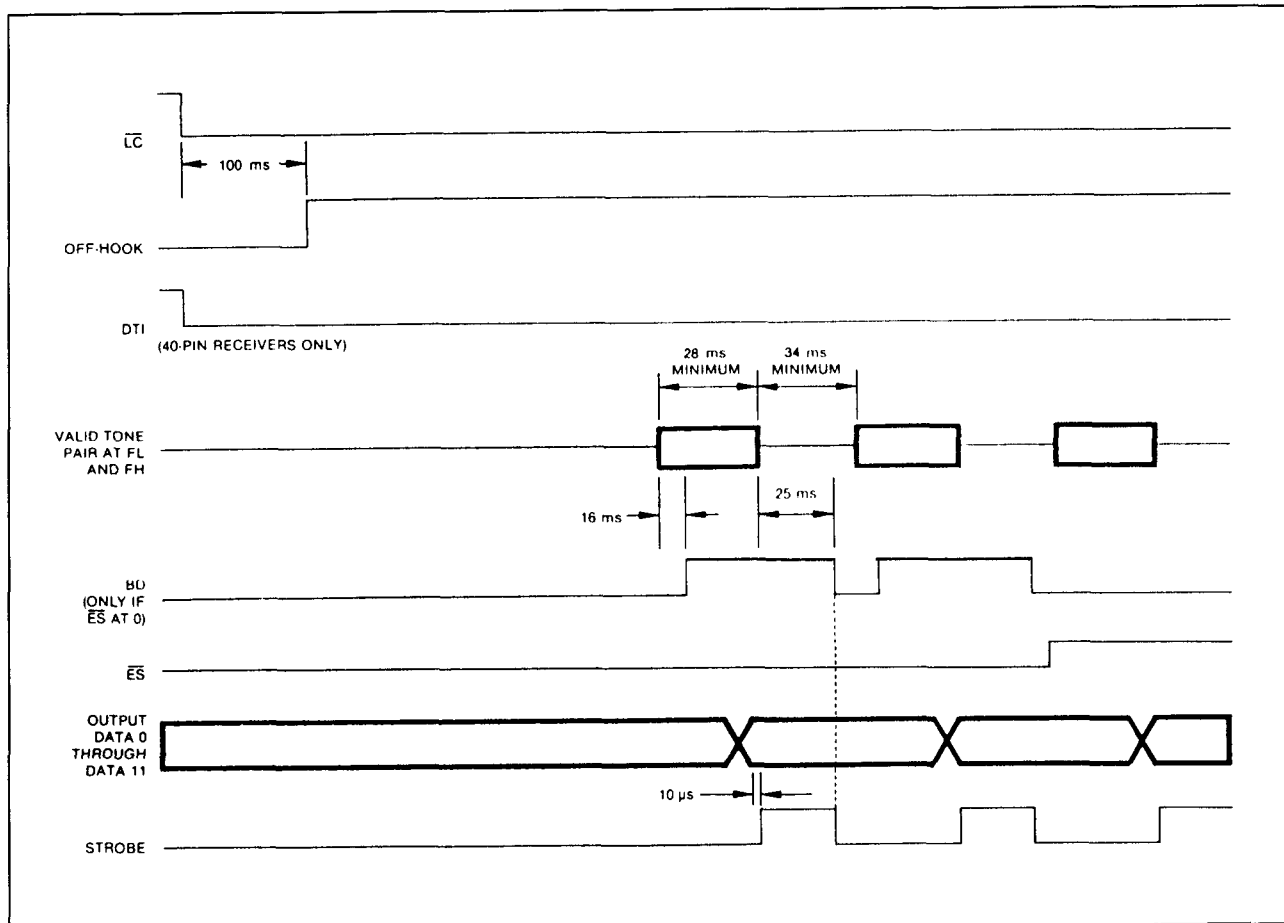 LC
100 ms
OFF-HOOK
DTI
(40-PIN RECEIVERS ONLY)
28 ms
MINIMUM
34 ms
MINIMUM
VALID TONE
PAIR AT FL
AND FH
16 ms
25 ms
BD
(ONLY IF
ES AT 0)
ES
OUTPUT
DATA 0
THROUGH
DATA 11
10 μs
STROBE